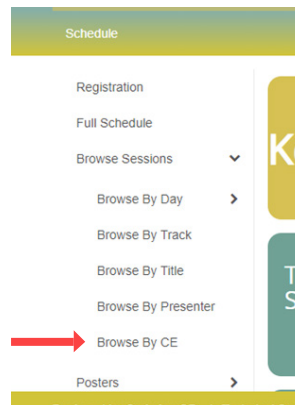 Schedule
Registration
Full Schedule
Browse Sessions
Browse By Day
Browse By Track
Browse By Title
Browse By Presenter
Browse By CE
Posters